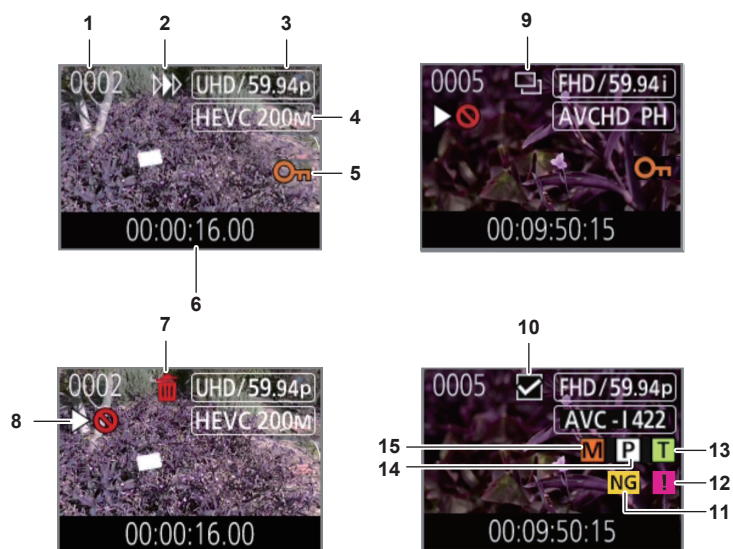 1 2 3
0002 UHD/59.94p
HEVC 200M 4
5
00:00:16.00
6
9
0005 FHD/59.94i
AVCHD PH
00:09:50:15
7
0002 UHD/59.94p
8 HEVC 200M
00:00:16.00
10
0005 FHD/59.94p
AVC-I422
15 M P T 13
14
NG ! 12
11
00:09:50:15